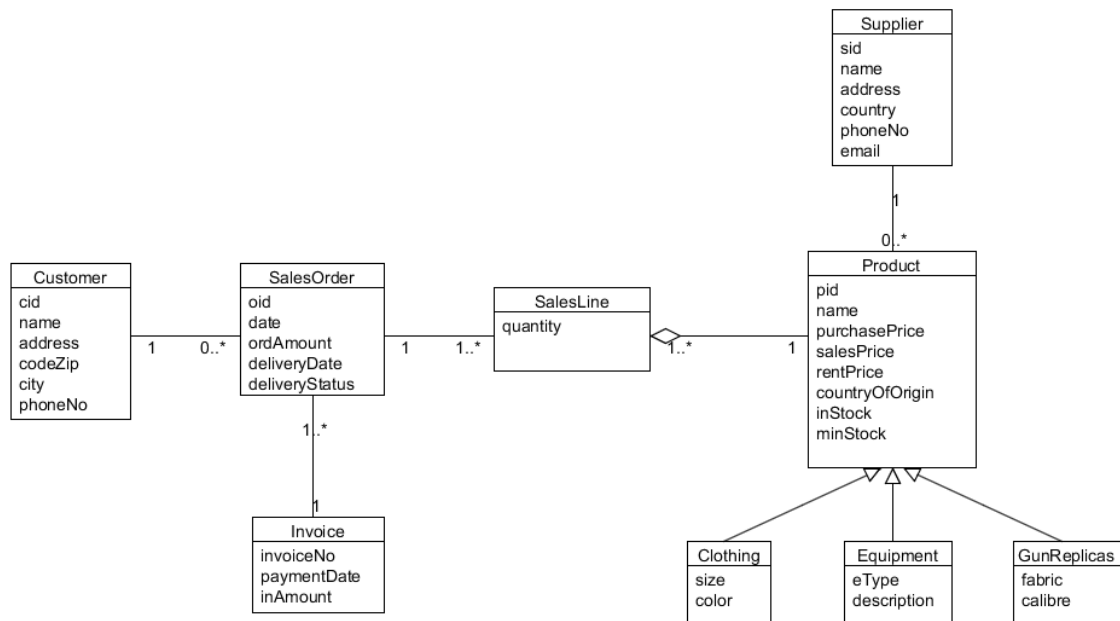 Supplier
sid
name
address
country
phoneNo
email
1
0..*
Customer
cid
name
address
codeZip
city
phoneNo
1
0..*
SalesOrder
oid
date
ordAmount
deliveryDate
deliveryStatus
1
1..*
SalesLine
quantity
1..*
1
Product
pid
name
purchasePrice
salesPrice
rentPrice
countryOfOrigin
inStock
minStock
1..*
1
Invoice
invoiceNo
paymentDate
inAmount
Clothing
size
color
Equipment
eType
description
GunReplicas
fabric
calibre